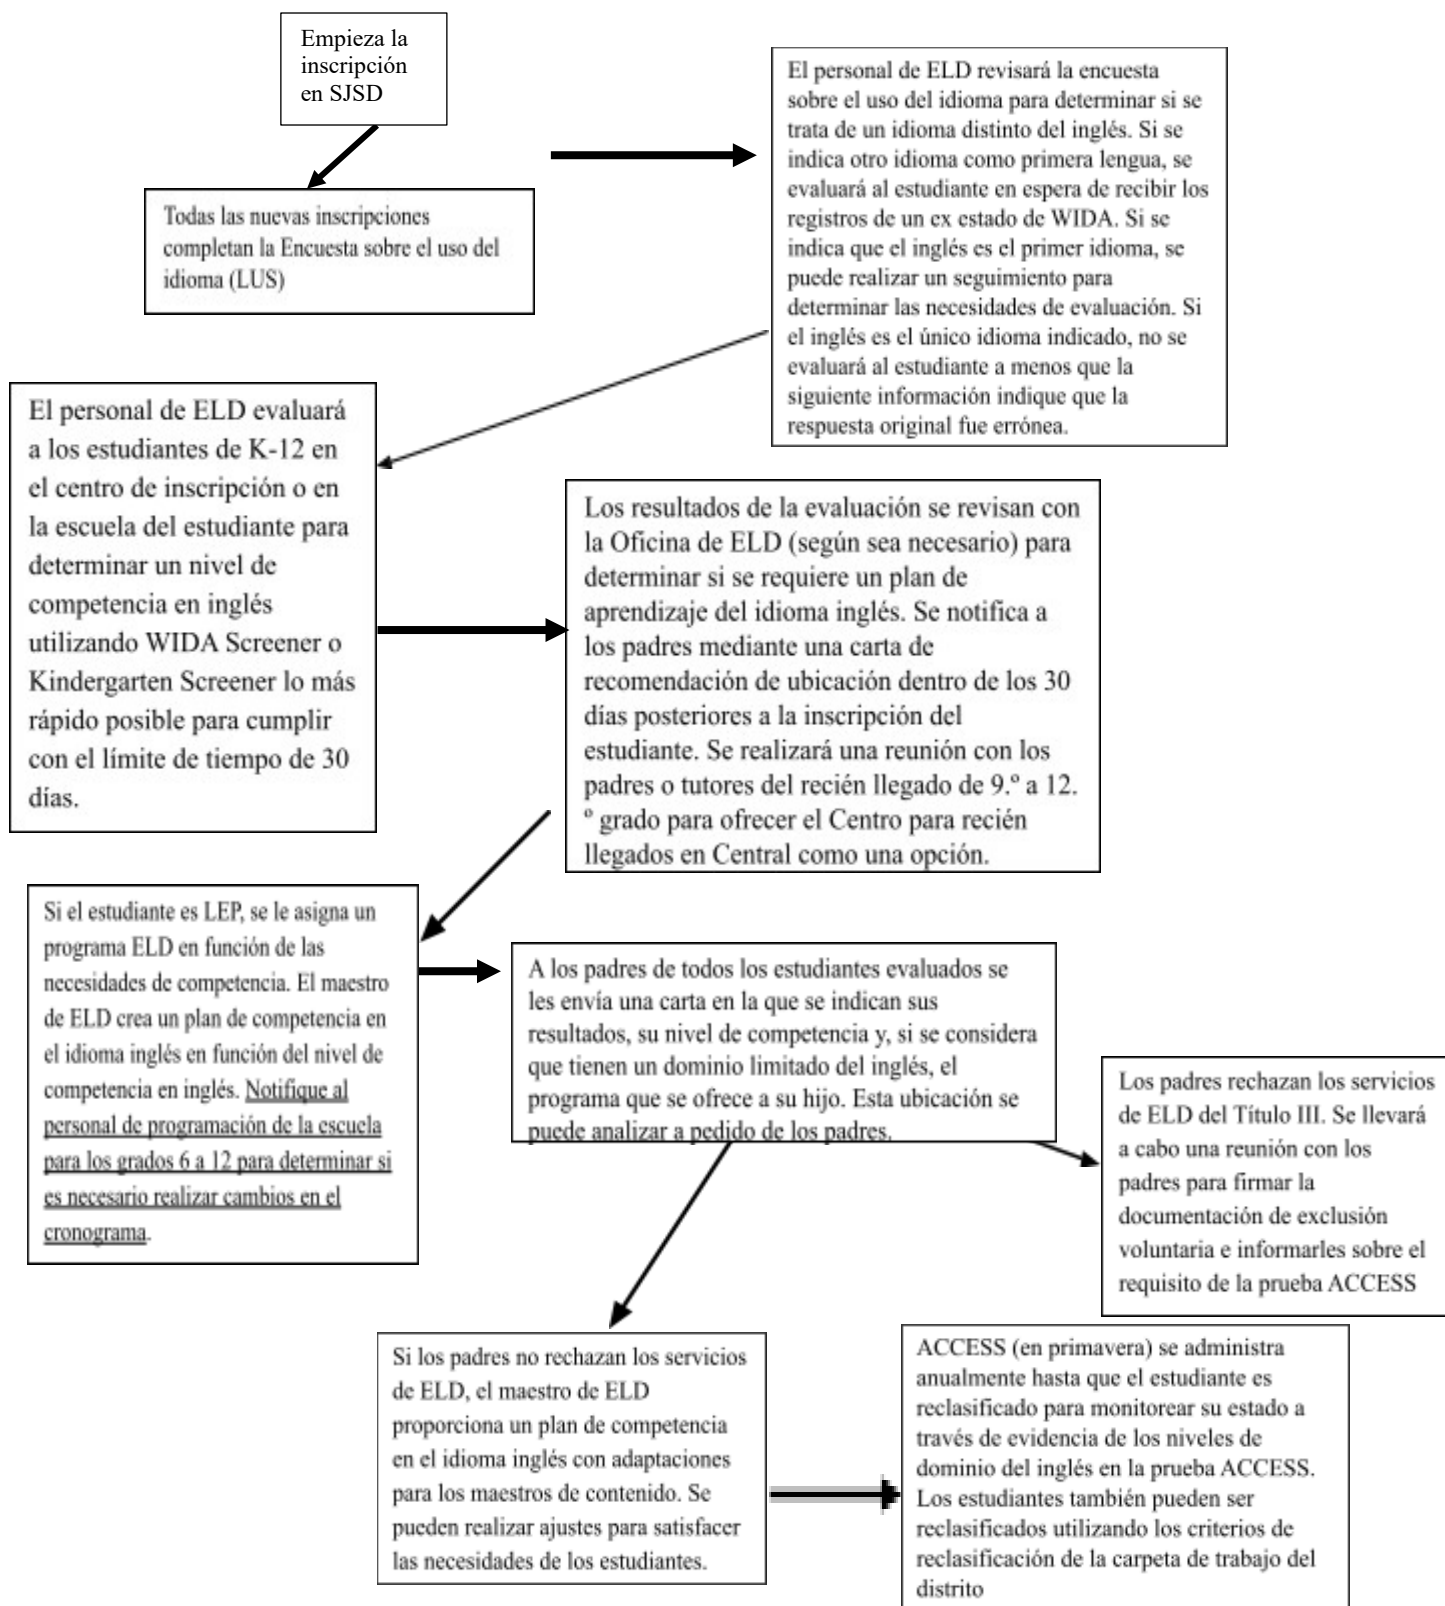 Empieza la
inscripción
en SJSD
Todas las nuevas inscripciones
completan la Encuesta sobre el uso del
idioma (LUS)
El personal de ELD revisará la encuesta
sobre el uso del idioma para determinar si se
trata de un idioma distinto del inglés. Si se
indica otro idioma como primera lengua, se
evaluará al estudiante en espera de recibir los
registros de un ex estado de WIDA. Si se
indica que el inglés es el primer idioma, se
puede realizar un seguimiento para
determinar las necesidades de evaluación. Si
el inglés es el único idioma indicado, no se
evaluará al estudiante a menos que la
siguiente información indique que la
respuesta original fue errónea.
El personal de ELD evaluará
a los estudiantes de K-12 en
el centro de inscripción o en
la escuela del estudiante para
determinar un nivel de
competencia en inglés
utilizando WIDA Screener o
Kindergarten Screener lo más
rápido posible para cumplir
con el límite de tiempo de 30
días.
Los resultados de la evaluación se revisan con
la Oficina de ELD (según sea necesario) para
determinar si se requiere un plan de
aprendizaje del idioma inglés. Se notifica a
los padres mediante una carta de
recomendación de ubicación dentro de los 30
días posteriores a la inscripción del
estudiante. Se realizará una reunión con los
padres o tutores del recién llegado de 9.º a 12.
º grado para ofrecer el Centro para recién
llegados en Central como una opción.
Si el estudiante es LEP, se le asigna un
programa ELD en función de las
necesidades de competencia. El maestro
de ELD crea un plan de competencia en
el idioma inglés en función del nivel de
competencia en inglés. Notifique al
personal de programación de la escuela
para los grados 6 a 12 para determinar si
es necesario realizar cambios en el
cronograma.
A los padres de todos los estudiantes evaluados se
les envía una carta en la que se indican sus
resultados, su nivel de competencia y, si se considera
que tienen un dominio limitado del inglés, el
programa que se ofrece a su hijo. Esta ubicación se
puede analizar a pedido de los padres.
Los padres rechazan los servicios
de ELD del Título III. Se llevará
a cabo una reunión con los
padres para firmar la
documentación de exclusión
voluntaria e informarles sobre el
requisito de la prueba ACCESS
Si los padres no rechazan los servicios
de ELD, el maestro de ELD
proporciona un plan de competencia
en el idioma inglés con adaptaciones
para los maestros de contenido. Se
pueden realizar ajustes para satisfacer
las necesidades de los estudiantes.
ACCESS (en primavera) se administra
anualmente hasta que el estudiante es
reclasificado para monitorear su estado a
través de evidencia de los niveles de
dominio del inglés en la prueba ACCESS.
Los estudiantes también pueden ser
reclasificados utilizando los criterios de
reclasificación de la carpeta de trabajo del
distrito